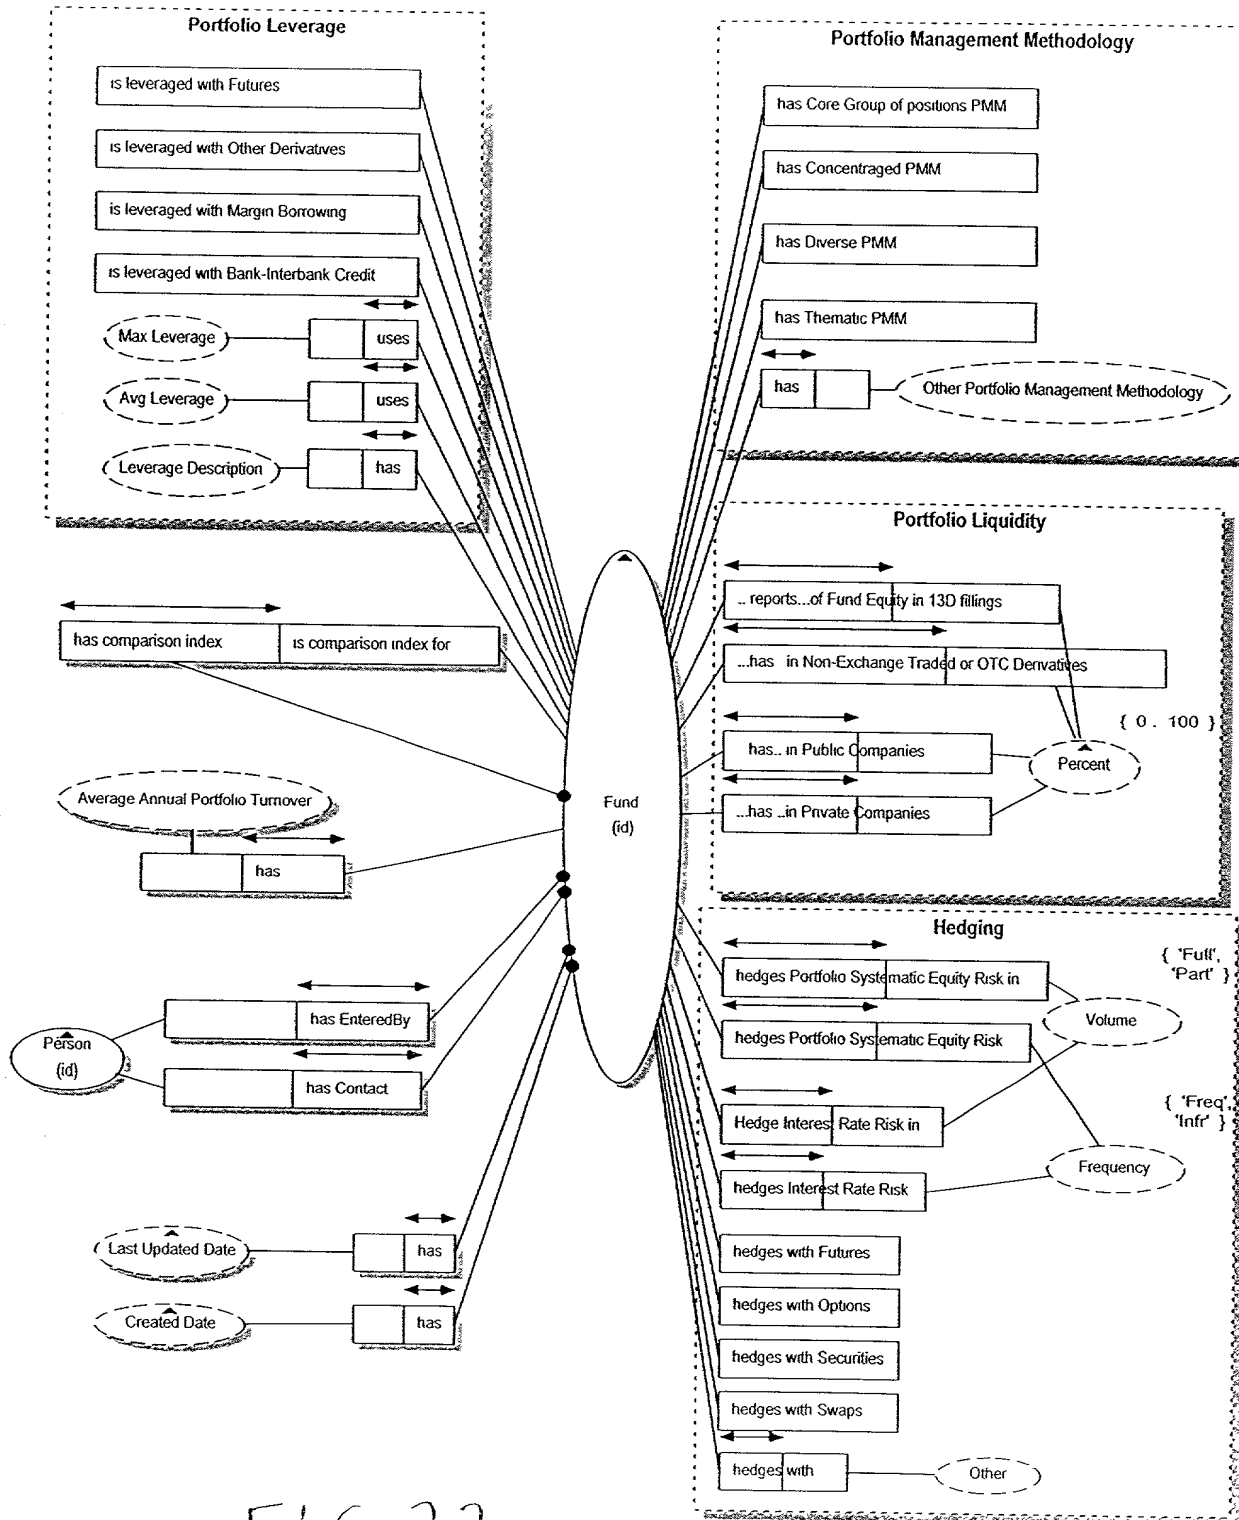 Portfolio Leverage
is leveraged with Futures
is leveraged with Other Derivatives
is leveraged with Margin Borrowing
is leveraged with Bank-Interbank Credit
Max Leverage
uses
Avg Leverage
uses
Leverage Description
has
has comparison index
is comparison index for
Average Annual Portfolio Turnover
has
Person
(id)
has EnteredBy
has Contact
Last Updated Date
has
Created Date
has
Fund
(id)
Portfolio Management Methodology
has Core Group of positions PMM
has Concentraged PMM
has Diverse PMM
has Thematic PMM
has
Other Portfolio Management Methodology
Portfolio Liquidity
... reports...of Fund Equity in 13D fillings
...has in Non-Exchange Traded or OTC Derivatives
has.. in Public Companies
...has ..in Private Companies
{ 0 . 100 }
Percent
Hedging
hedges Portfolio Systematic Equity Risk in
{ 'Full',
'Part' }
Volume
hedges Portfolio Systematic Equity Risk
Hedge Interest Rate Risk in
{ 'Freq',
'Infr' }
Frequency
hedges Interest Rate Risk
hedges with Futures
hedges with Options
hedges with Securities
hedges with Swaps
hedges with
Other
FIG 22